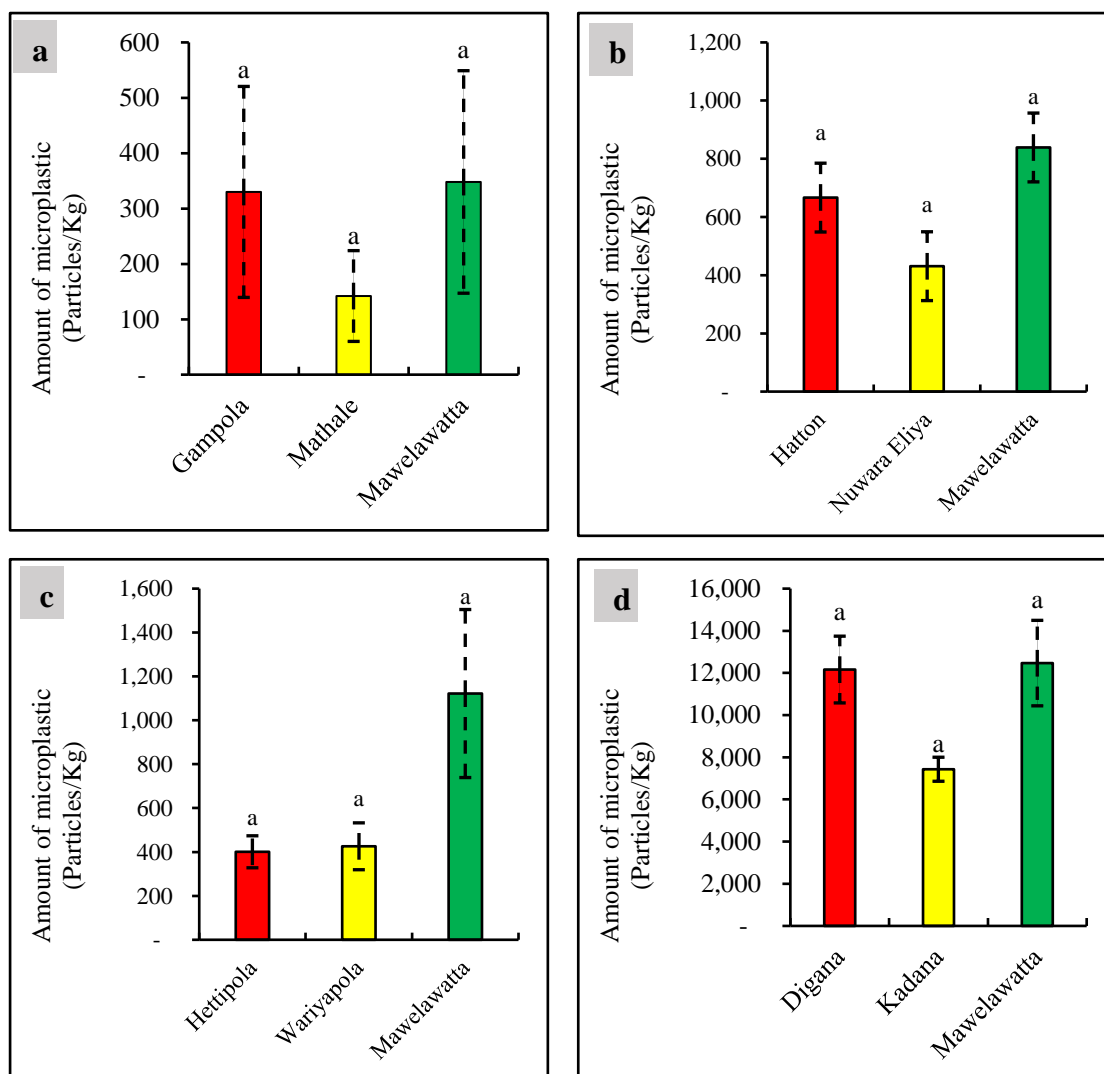 a
600
500
400
300
200
100
-
Amount of microplastic
(Particles/Kg)
a
a
a
Gampola
Mathale
Mawelawatta
b
1,200
1,000
800
600
400
200
-
Amount of microplastic
(Particles/Kg)
a
a
a
Hatton
Nuwara Eliya
Mawelawatta
c
1,600
1,400
1,200
1,000
800
600
400
200
-
Amount of microplastic
(Particles/Kg)
a
a
a
Hettipola
Wariyapola
Mawelawatta
d
16,000
14,000
12,000
10,000
8,000
6,000
4,000
2,000
-
Amount of microplastic
(Particles/Kg)
a
a
a
Digana
Kadana
Mawelawatta